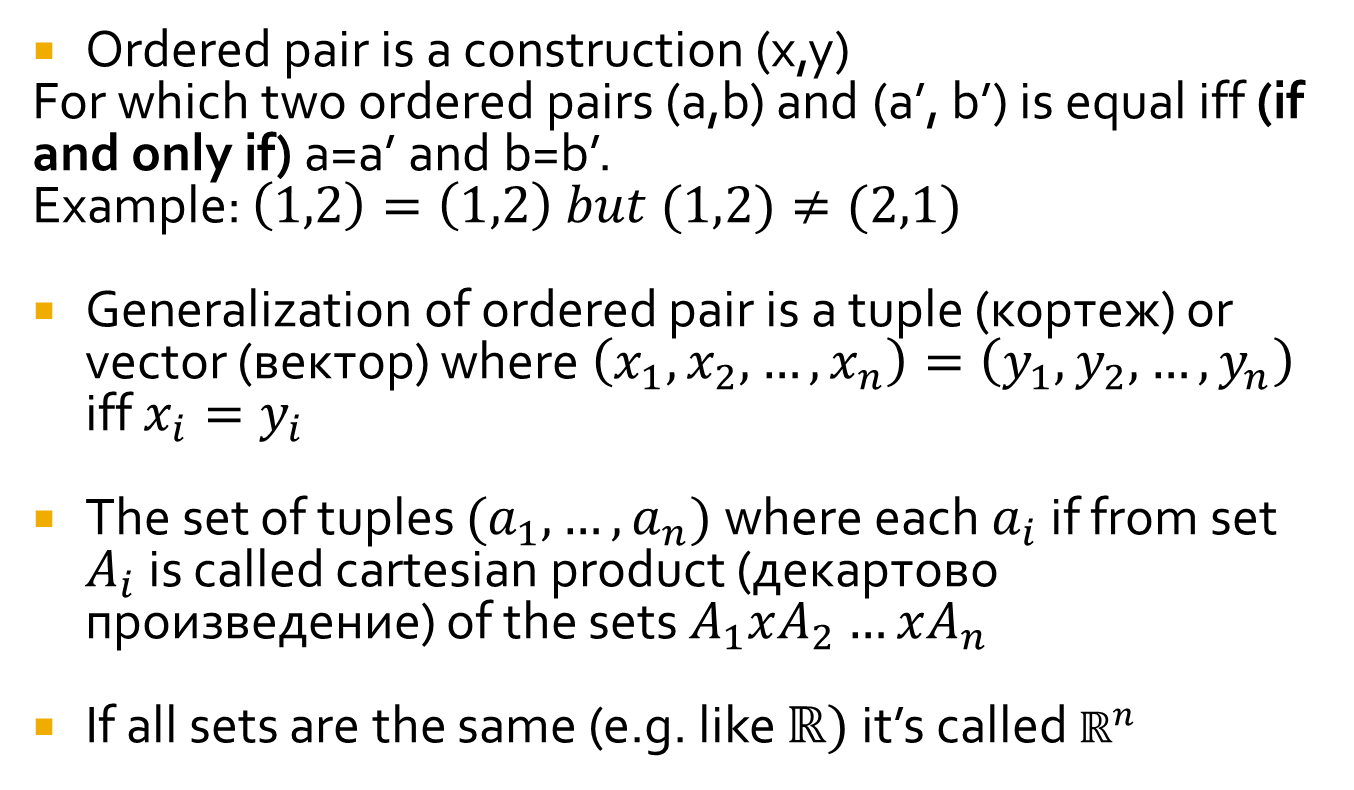 ▪ Ordered pair is a construction (x,y)
For which two ordered pairs (a,b) and (a′, b′) is equal iff (if
and only if) a=a′ and b=b′.
Example: (1,2) = (1,2) but (1,2) ≠ (2,1)
▪ Generalization of ordered pair is a tuple (кортеж) or
vector (вектор) where (x₁, x₂, … , xₙ) = (y₁, y₂, … , yₙ)
iff xᵢ = yᵢ
▪ The set of tuples (a₁, … , aₙ) where each aᵢ if from set
Aᵢ is called cartesian product (декартово
произведение) of the sets A₁xA₂ … xAₙ
▪ If all sets are the same (e.g. like ℝ) it’s called ℝⁿ